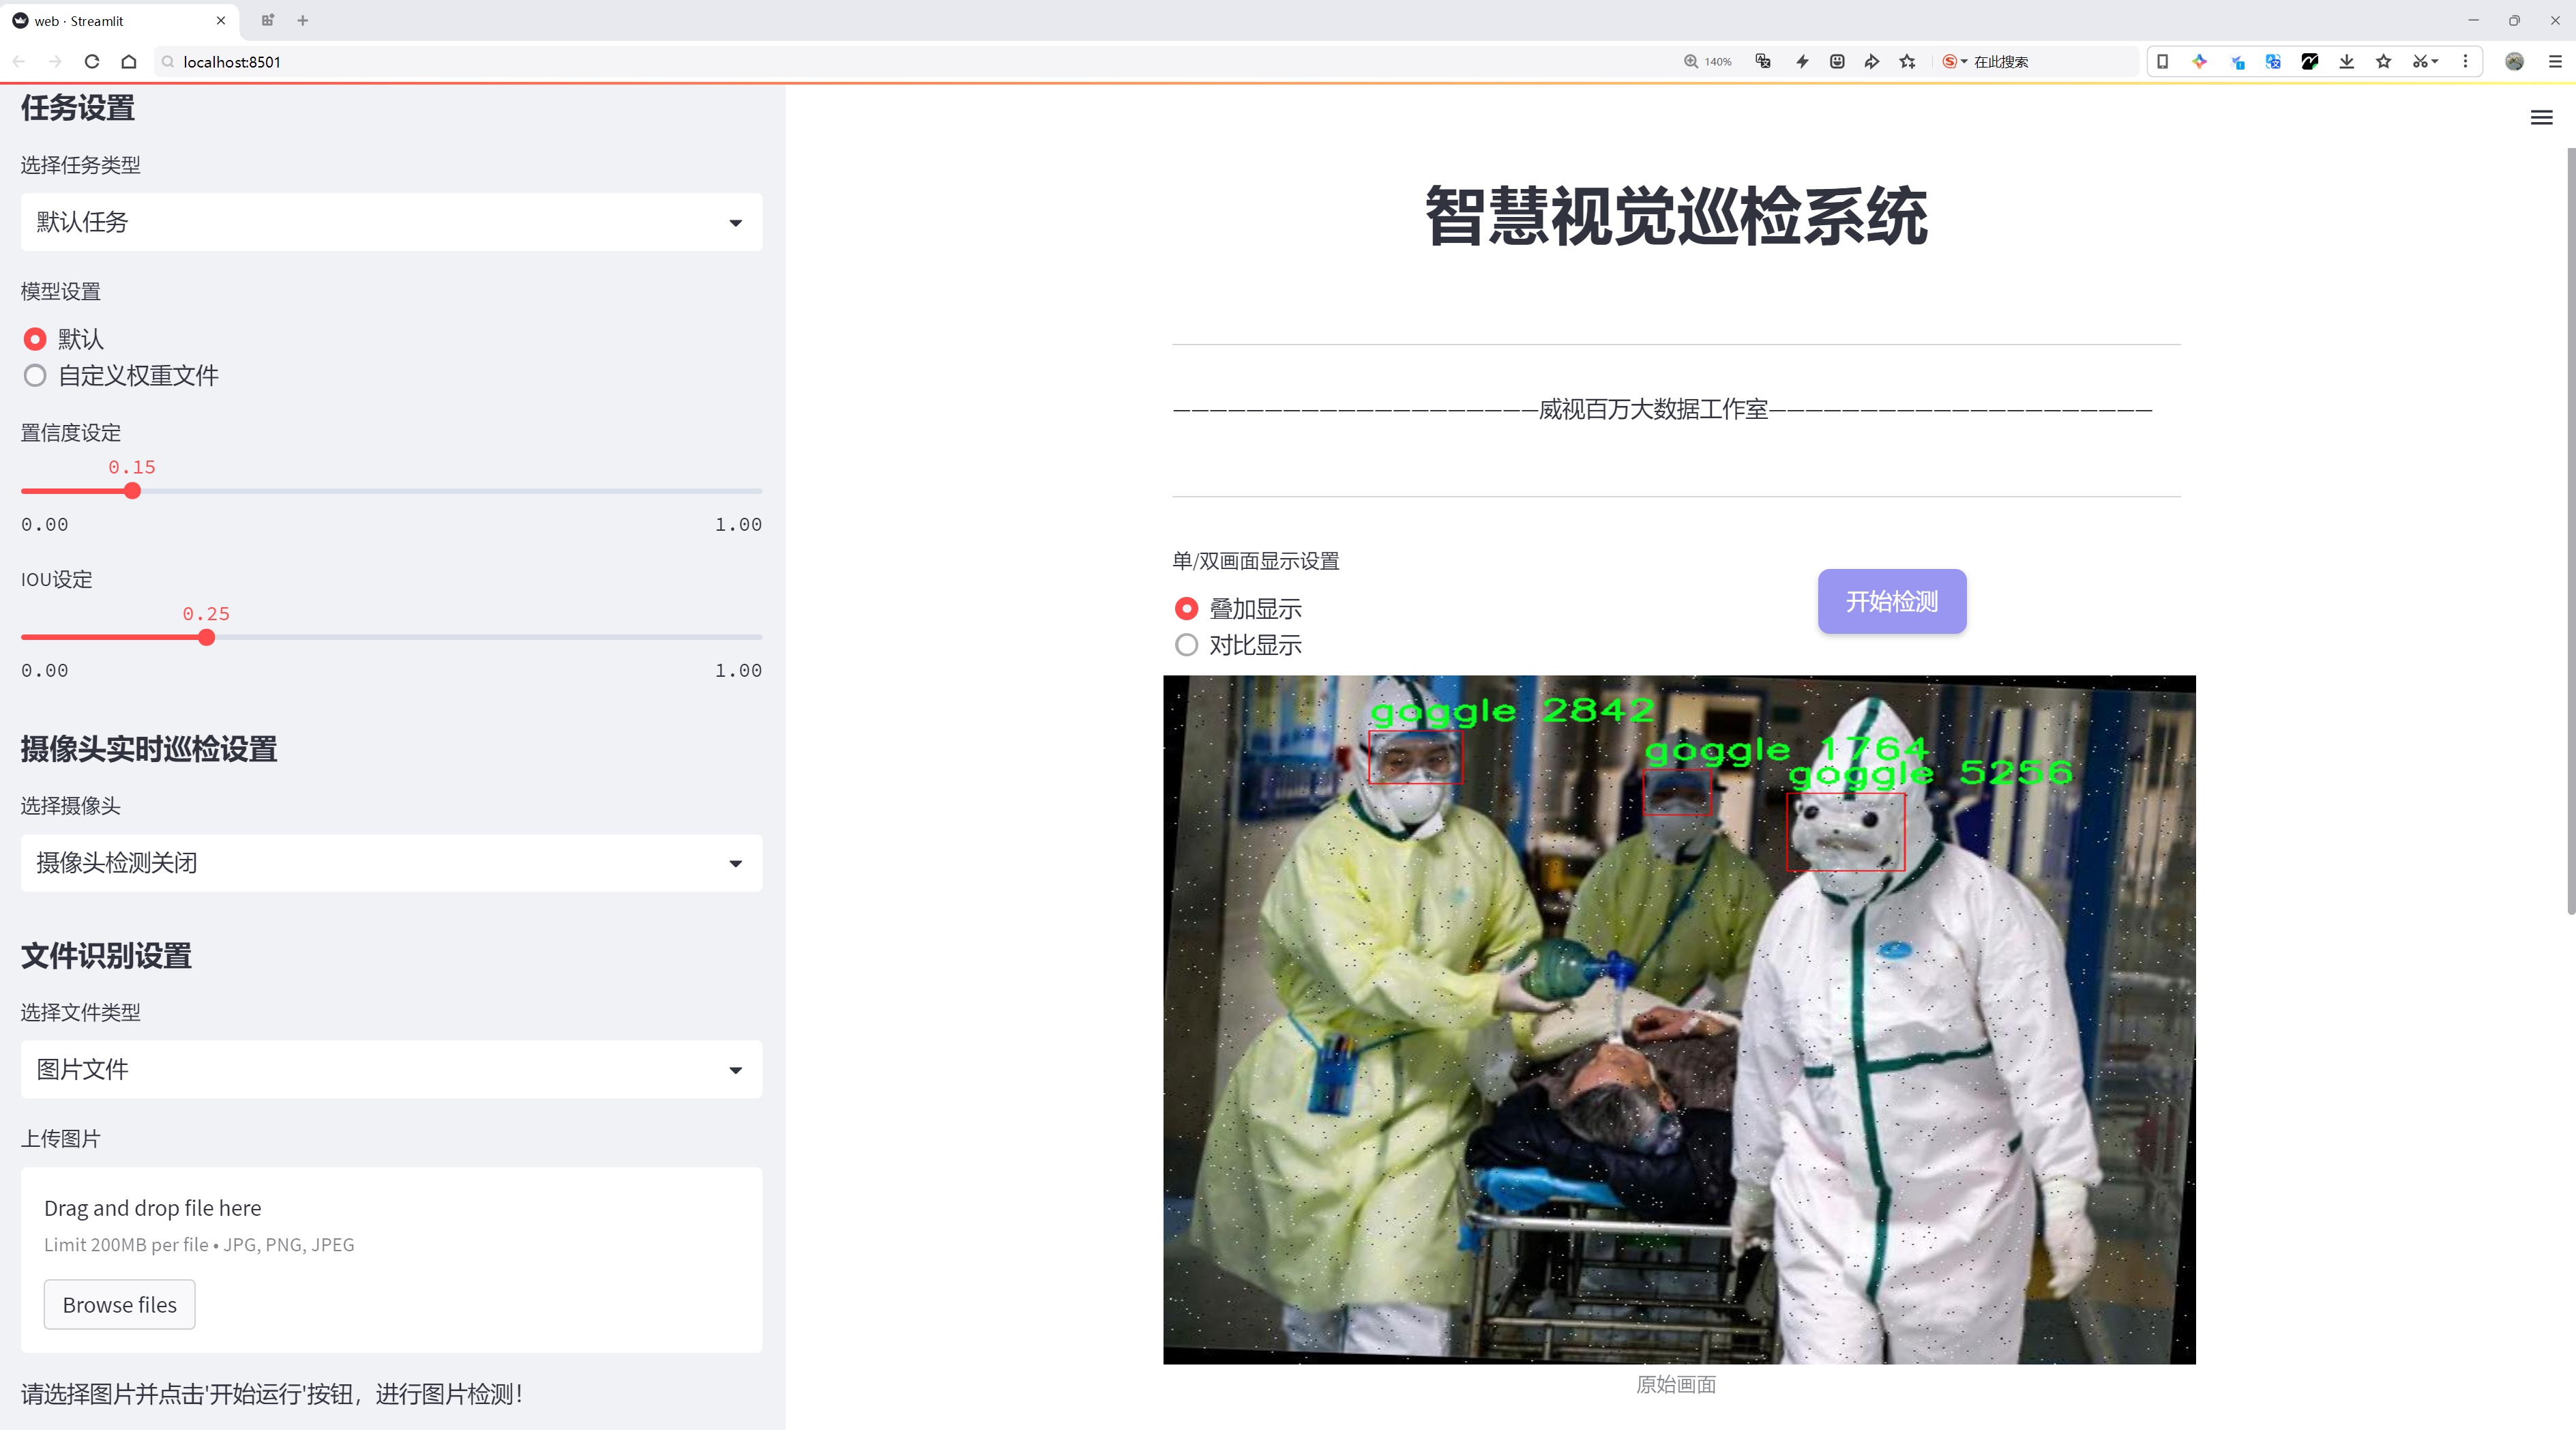 web · Streamlit
localhost:8501
140%
在此搜索
任务设置
选择任务类型
默认任务
模型设置
默认
自定义权重文件
置信度设定
0.15
0.00 1.00
IOU设定
0.25
0.00 1.00
摄像头实时巡检设置
选择摄像头
摄像头检测关闭
文件识别设置
选择文件类型
图片文件
上传图片
Drag and drop file here
Limit 200MB per file • JPG, PNG, JPEG
Browse files
请选择图片并点击'开始运行'按钮，进行图片检测！
智慧视觉巡检系统
————————————————————威视百万大数据工作室—————————————————————
单/双画面显示设置
叠加显示
对比显示
开始检测
goggle 2842
goggle 1764
goggle 5256
原始画面